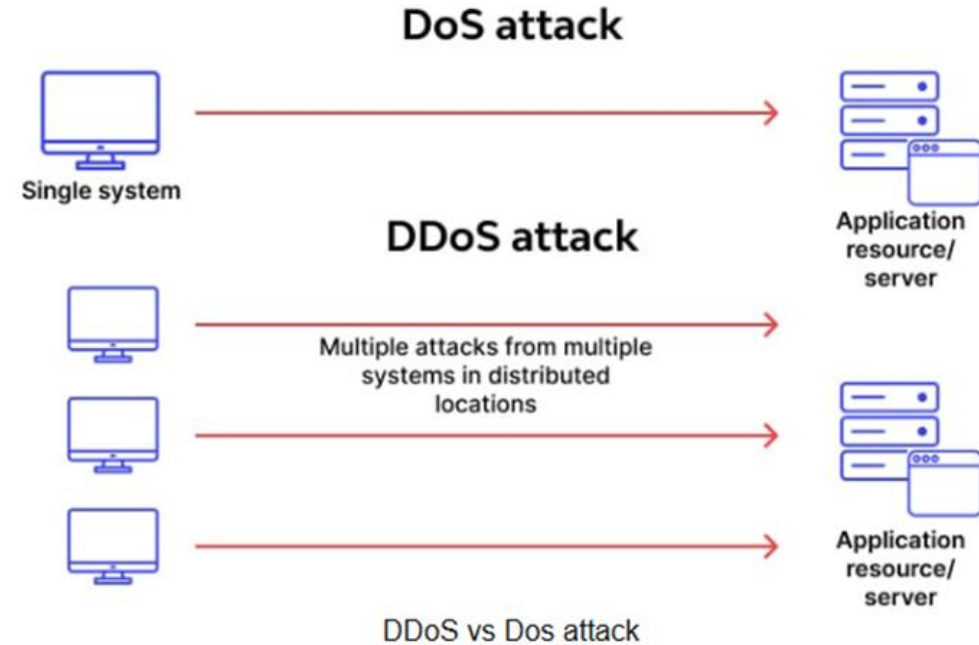 DoS attack
Single system
Application
resource/
server
DDoS attack
Multiple attacks from multiple
systems in distributed
locations
Application
resource/
server
DDoS vs Dos attack